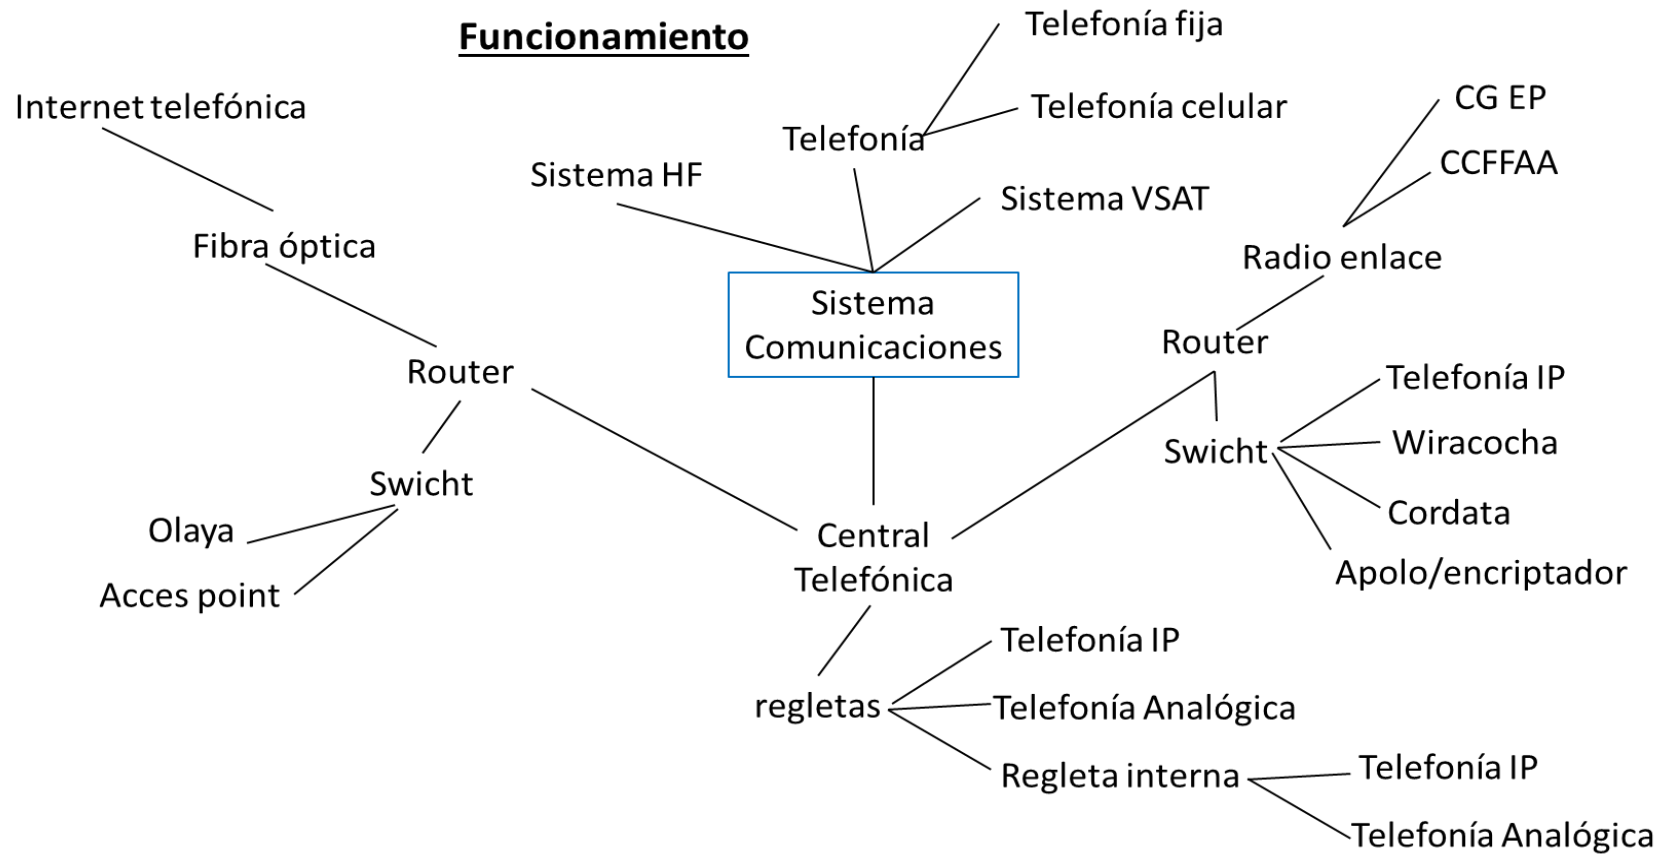 Funcionamiento
Telefonía fija
Internet telefónica
Telefonía celular
CG EP
Telefonía
CCFFAA
Sistema HF
Sistema VSAT
Fibra óptica
Radio enlace
Sistema
Comunicaciones
Router
Router
Telefonía IP
Wiracocha
Swicht
Swicht
Cordata
Olaya
Central
Telefónica
Acces point
Apolo/encriptador
Telefonía IP
regletas
Telefonía Analógica
Regleta interna
Telefonía IP
Telefonía Analógica